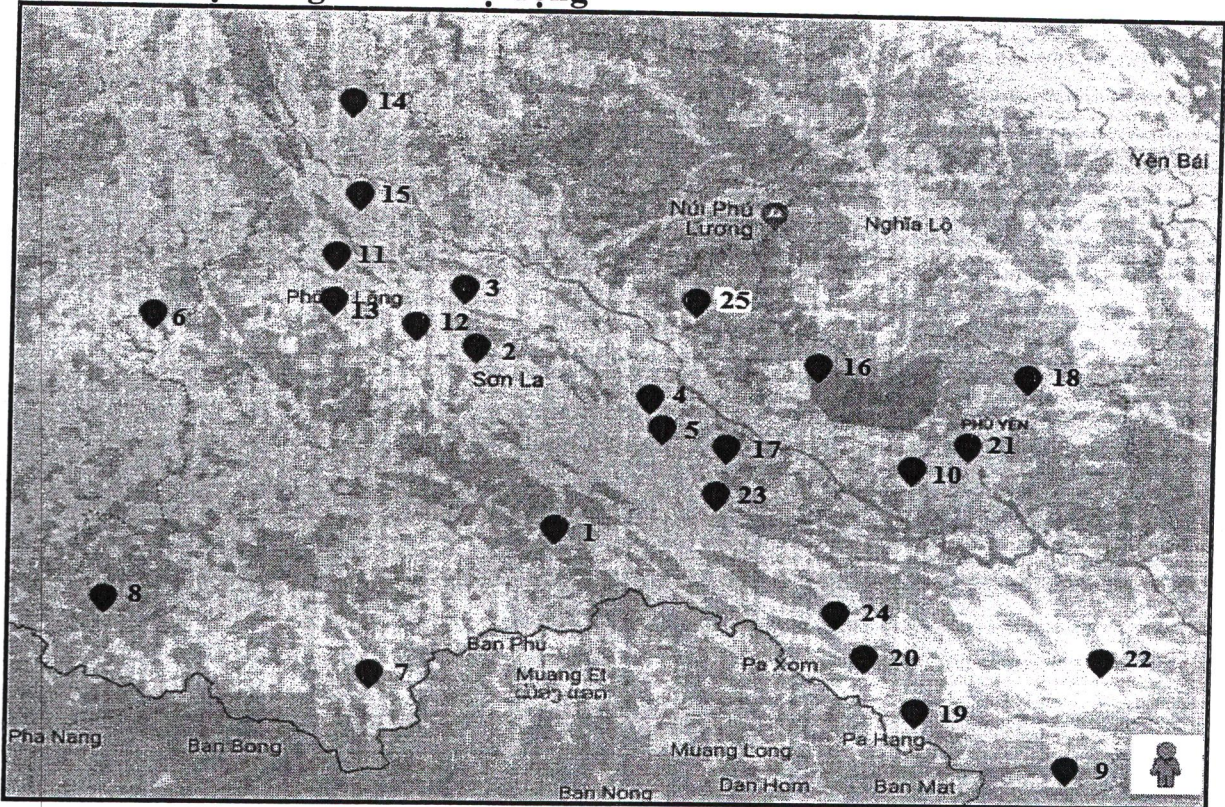 14
Yên Bái
15
Núi Phú
Lương
Nghĩa Lộ
11
3
25
6
13
12
2
Sơn La
16
18
4
PHÙ YÊN
5
17
21
10
23
1
8
24
Ban Phu
Pa Xom
20
22
7
Muang Et
19
Pha Nang
Ban Bong
Pa Hang
Muang Long
9
Dan Hom
Ban Mat
Ban Nong